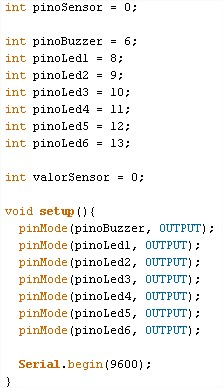 int pinoSensor = 0;
int pinoBuzzer = 6;
int pinoLed1 = 8;
int pinoLed2 = 9;
int pinoLed3 = 10;
int pinoLed4 = 11;
int pinoLed5 = 12;
int pinoLed6 = 13;
int valorSensor = 0;
void setup(){
pinMode(pinoBuzzer, OUTPUT);
pinMode(pinoLed1, OUTPUT);
pinMode(pinoLed2, OUTPUT);
pinMode(pinoLed3, OUTPUT);
pinMode(pinoLed4, OUTPUT);
pinMode(pinoLed5, OUTPUT);
pinMode(pinoLed6, OUTPUT);
Serial.begin(9600);
}